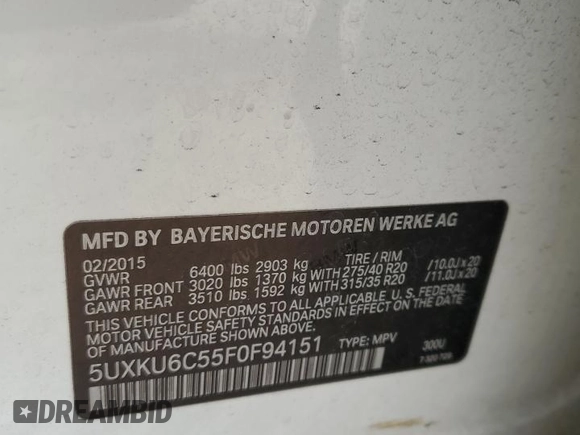 MFD BY BAYERISCHE MOTOREN WERKE AG
02/2015 TIRE / RIM
GVWR 6400 lbs 2903 kg
GAWR FRONT 3020 lbs 1370 kg WITH 275/40 R20 /10.0J x 20
GAWR REAR 3510 lbs 1592 kg WITH 315/35 R20 /11.0J x 20
THIS VEHICLE CONFORMS TO ALL APPLICABLE U.S. FEDERAL
MOTOR VEHICLE SAFETY STANDARDS IN EFFECT ON THE DATE
OF MANUFACTURE SHOWN ABOVE.
5UXKU6C55F0F94151 TYPE: MPV 300U
DREAMBID